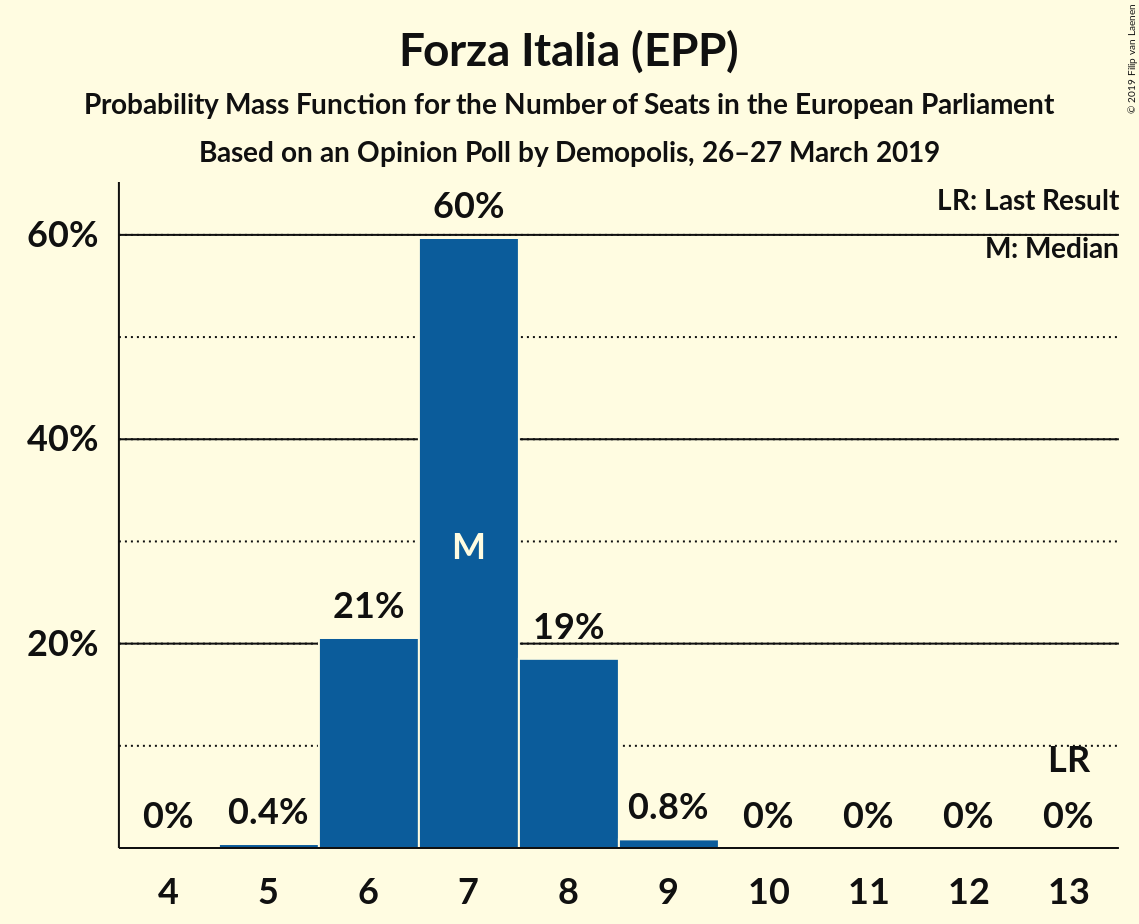 Forza Italia (EPP)
Probability Mass Function for the Number of Seats in the European Parliament
Based on an Opinion Poll by Demopolis, 26–27 March 2019
© 2019 Filip van Laenen
LR: Last Result
M: Median
60%
40%
20%
0%
0.4%
21%
60%
M
19%
0.8%
0%
0%
0%
LR
0%
4 5 6 7 8 9 10 11 12 13